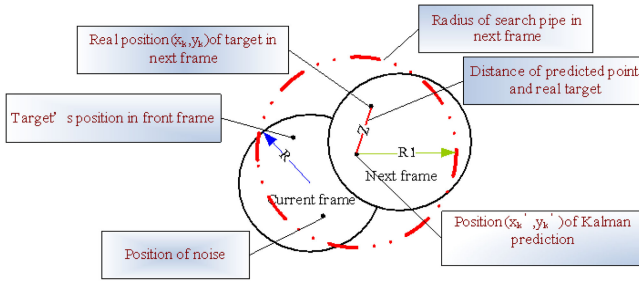 Real position(xk,yk)of target in
next frame
Radius of search pipe in
next frame
Distance of predicted point
and real target
Target's position in front frame
Z
R
R1
Next frame
Current frame
Position of noise
Position(xk',yk')of Kalman
prediction